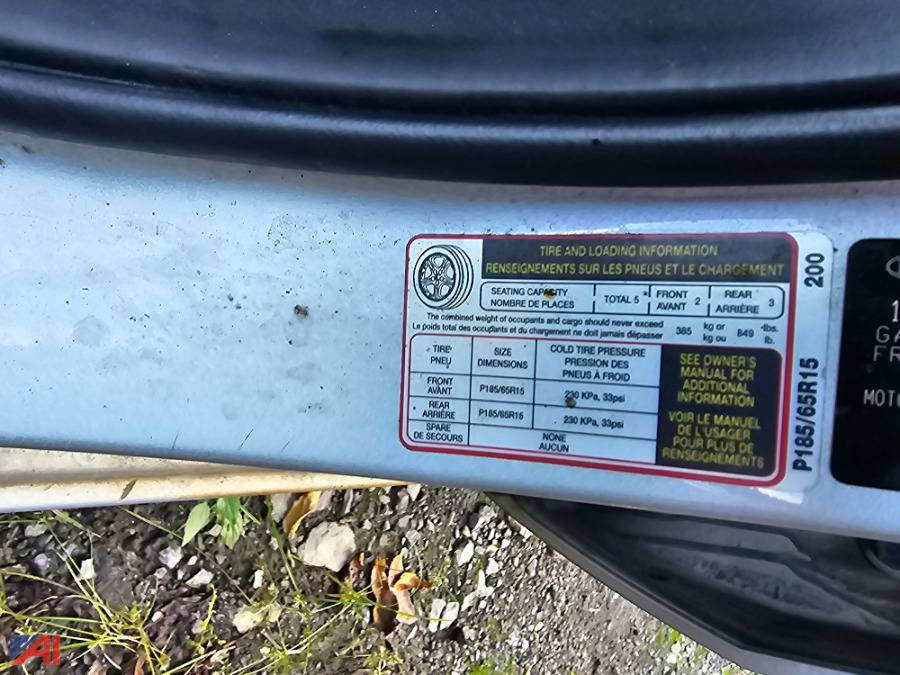 TIRE AND LOADING INFORMATION
RENSEIGNEMENTS SUR LES PNEUS ET LE CHARGEMENT
SEATING CAPACITY TOTAL 5 FRONT 2 REAR 3
NOMBRE DE PLACES AVANT ARRIÈRE
The combined weight of occupants and cargo should never exceed 385 kg or 849 lbs.
Le poids total des occupants et du chargement ne doit jamais dépasser kg ou lb.
TIRE SIZE COLD TIRE PRESSURE
PNEU DIMENSIONS PRESSION DES
PNEUS À FROID
FRONT P185/65R15 230 KPa, 33psi
AVANT
REAR P185/65R15 230 KPa, 33psi
ARRIÈRE
SPARE NONE
DE SECOURS AUCUN
SEE OWNER'S
MANUAL FOR
ADDITIONAL
INFORMATION
VOIR LE MANUEL
DE L'USAGER
POUR PLUS DE
RENSEIGNEMENTS
P185/65R15 200
1
GA
FR
MOTO
AI